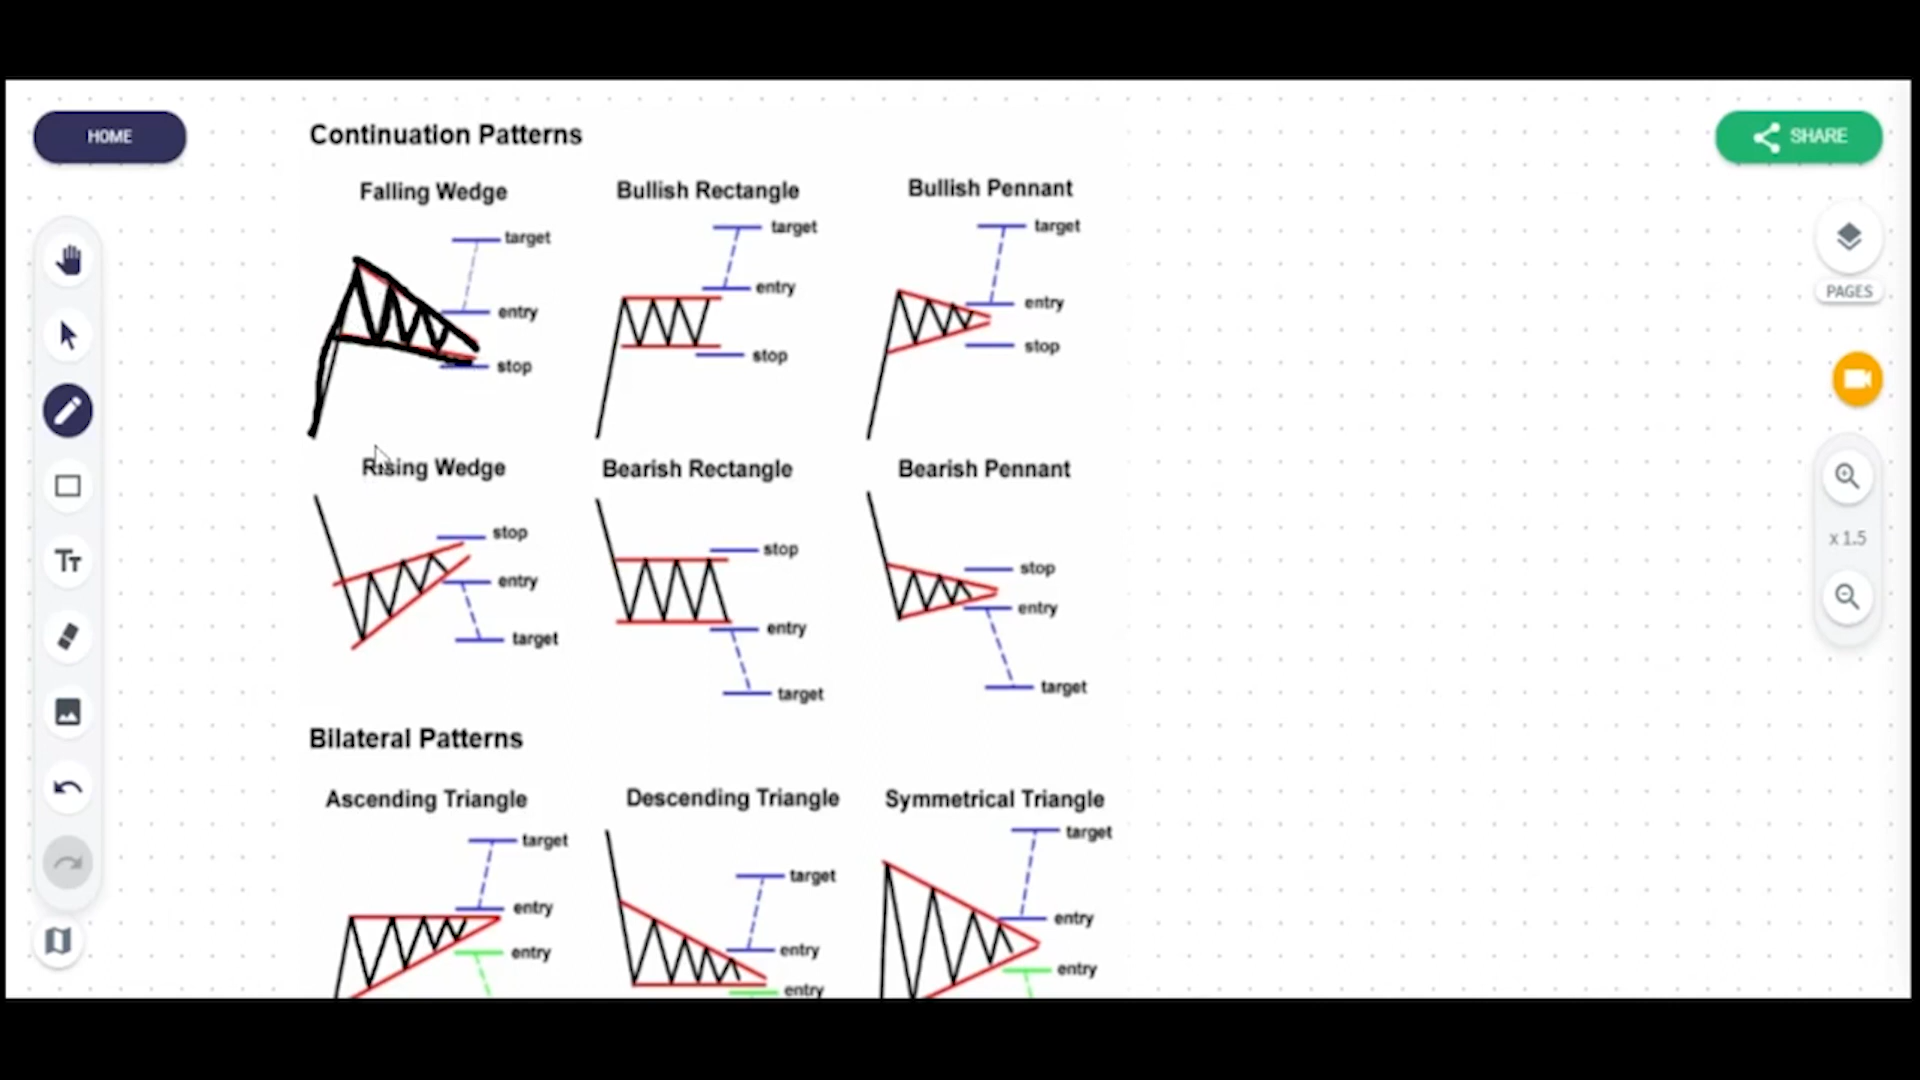 HOME
SHARE
Continuation Patterns
Falling Wedge
Bullish Rectangle
Bullish Pennant
target
target
target
entry
entry
entry
stop
stop
stop
PAGES
Rising Wedge
Bearish Rectangle
Bearish Pennant
stop
stop
stop
entry
entry
entry
target
target
target
Tт
x 1.5
Bilateral Patterns
Ascending Triangle
Descending Triangle
Symmetrical Triangle
target
target
target
entry
entry
entry
entry
entry
entry